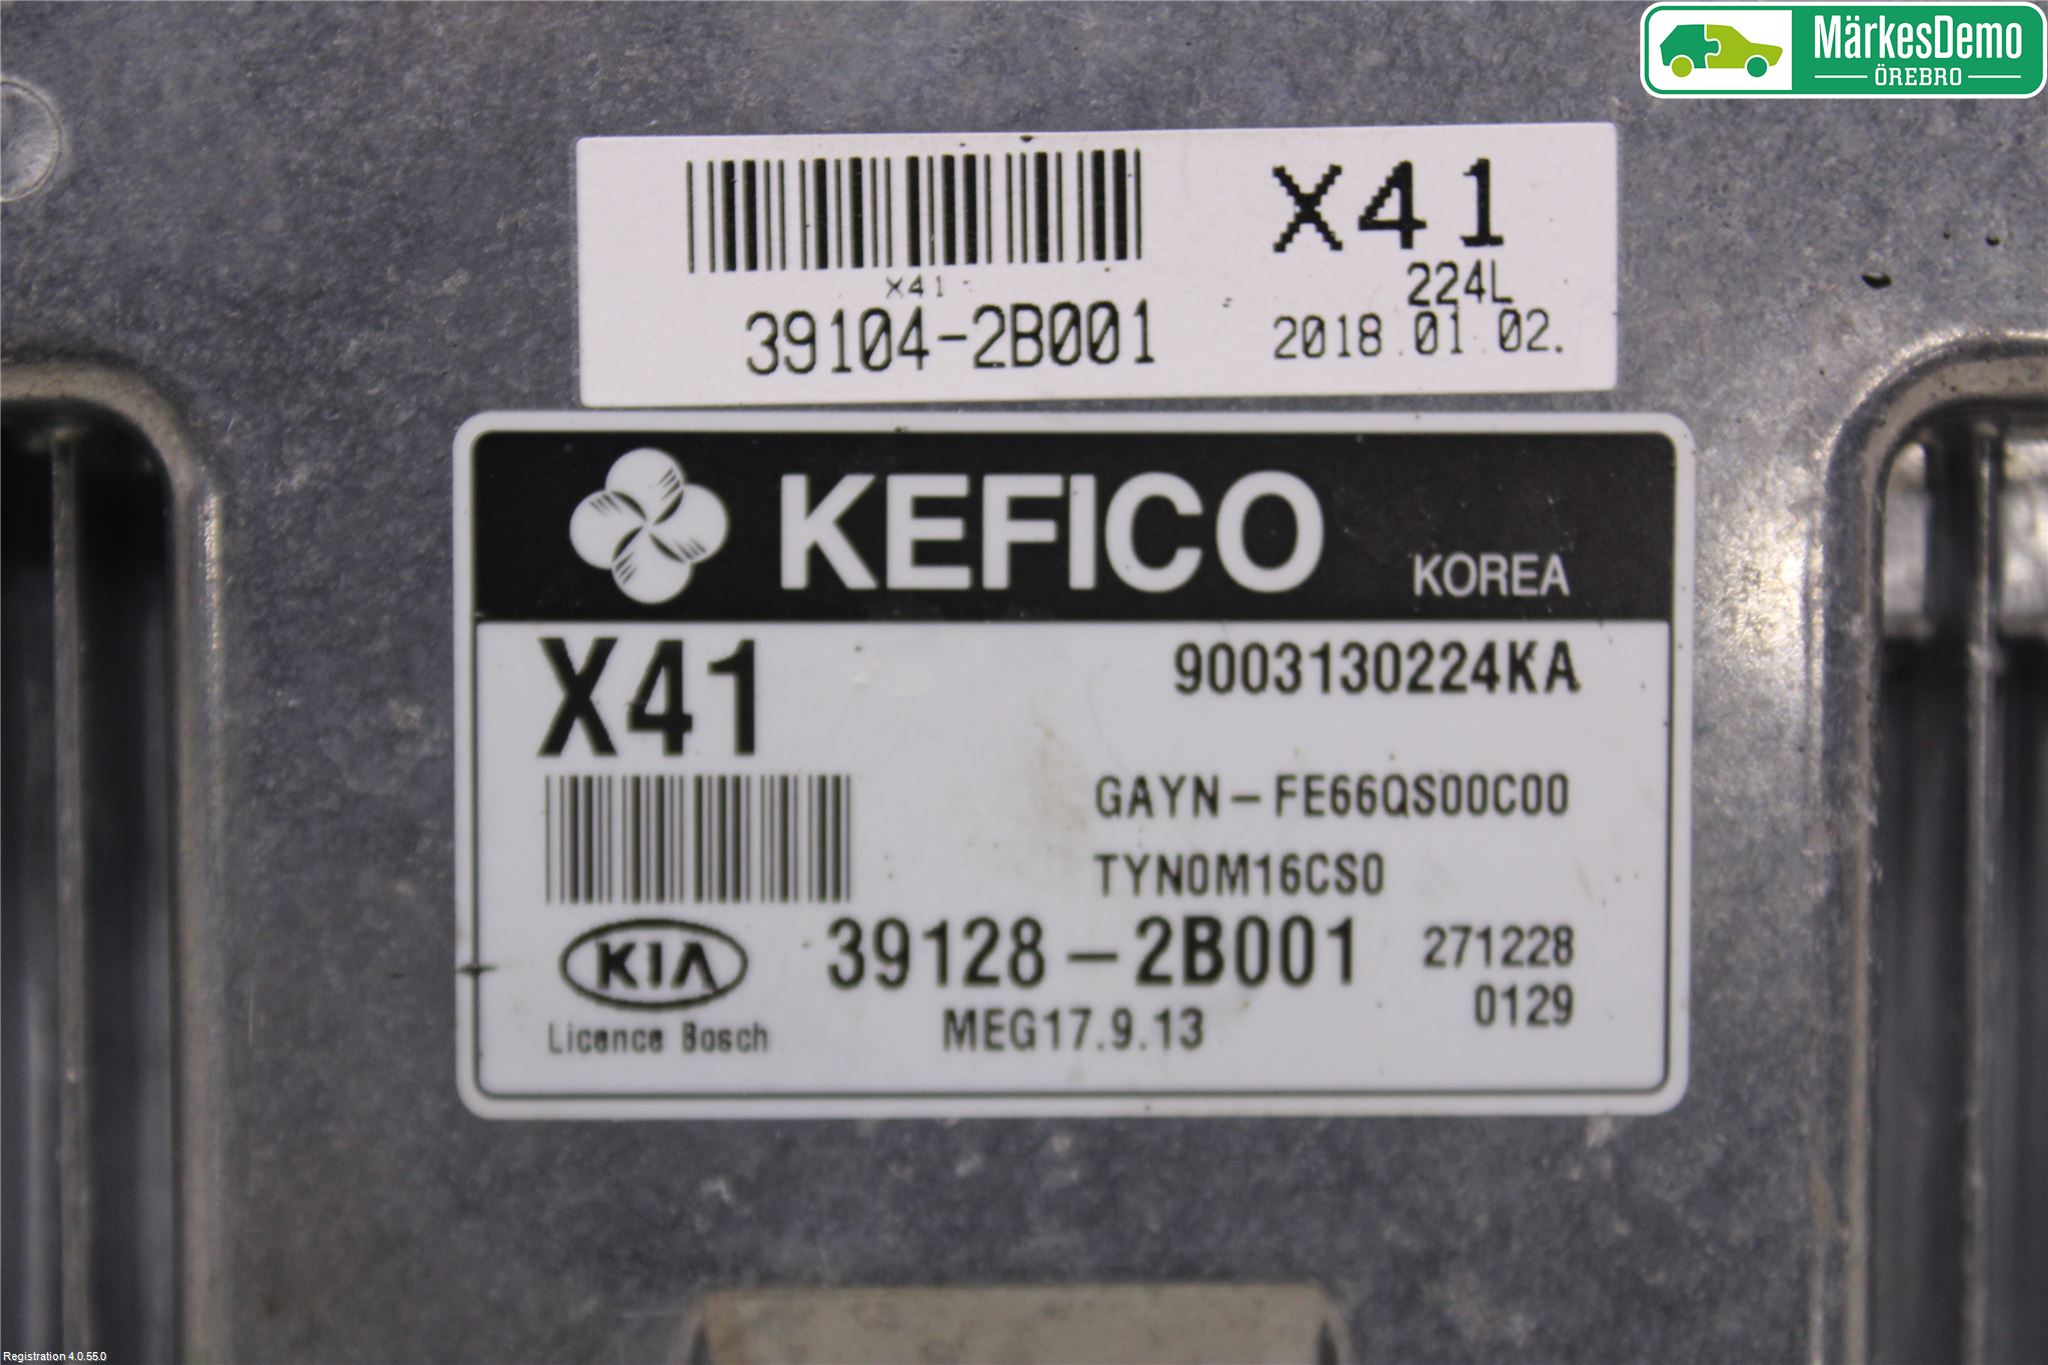 MärkesDemo
ÖREBRO
X41
X41
224L
39104-2B001
2018.01.02.
KEFICO
KOREA
X41
9003130224KA
GAYN-FE66QS00C00
TYN0M16CS0
KIA
39128-2B001
271228
Licence Bosch
MEG17.9.13
0129
Registration 4.0.55.0